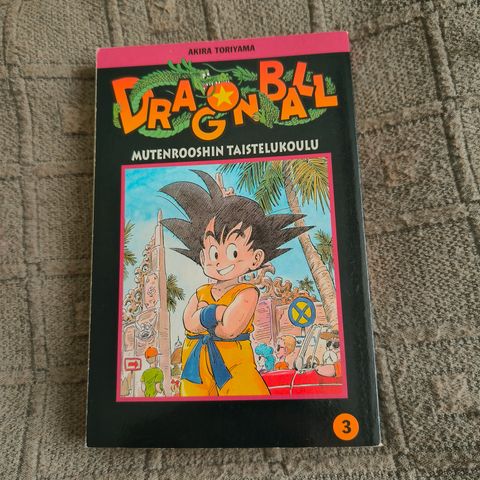 AKIRA TORIYAMA
DRAGON BALL
MUTENROOSHIN TAISTELUKOULU
3